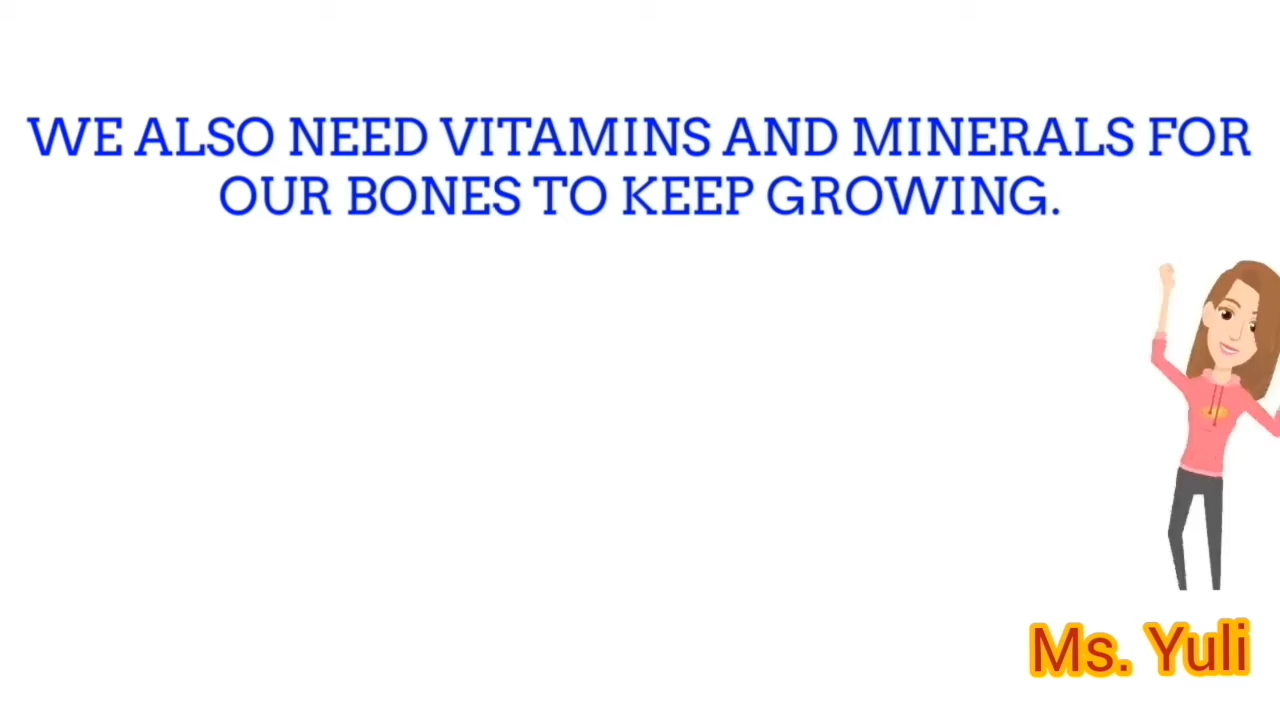 WE ALSO NEED VITAMINS AND MINERALS FOR
OUR BONES TO KEEP GROWING.
Ms. Yuli